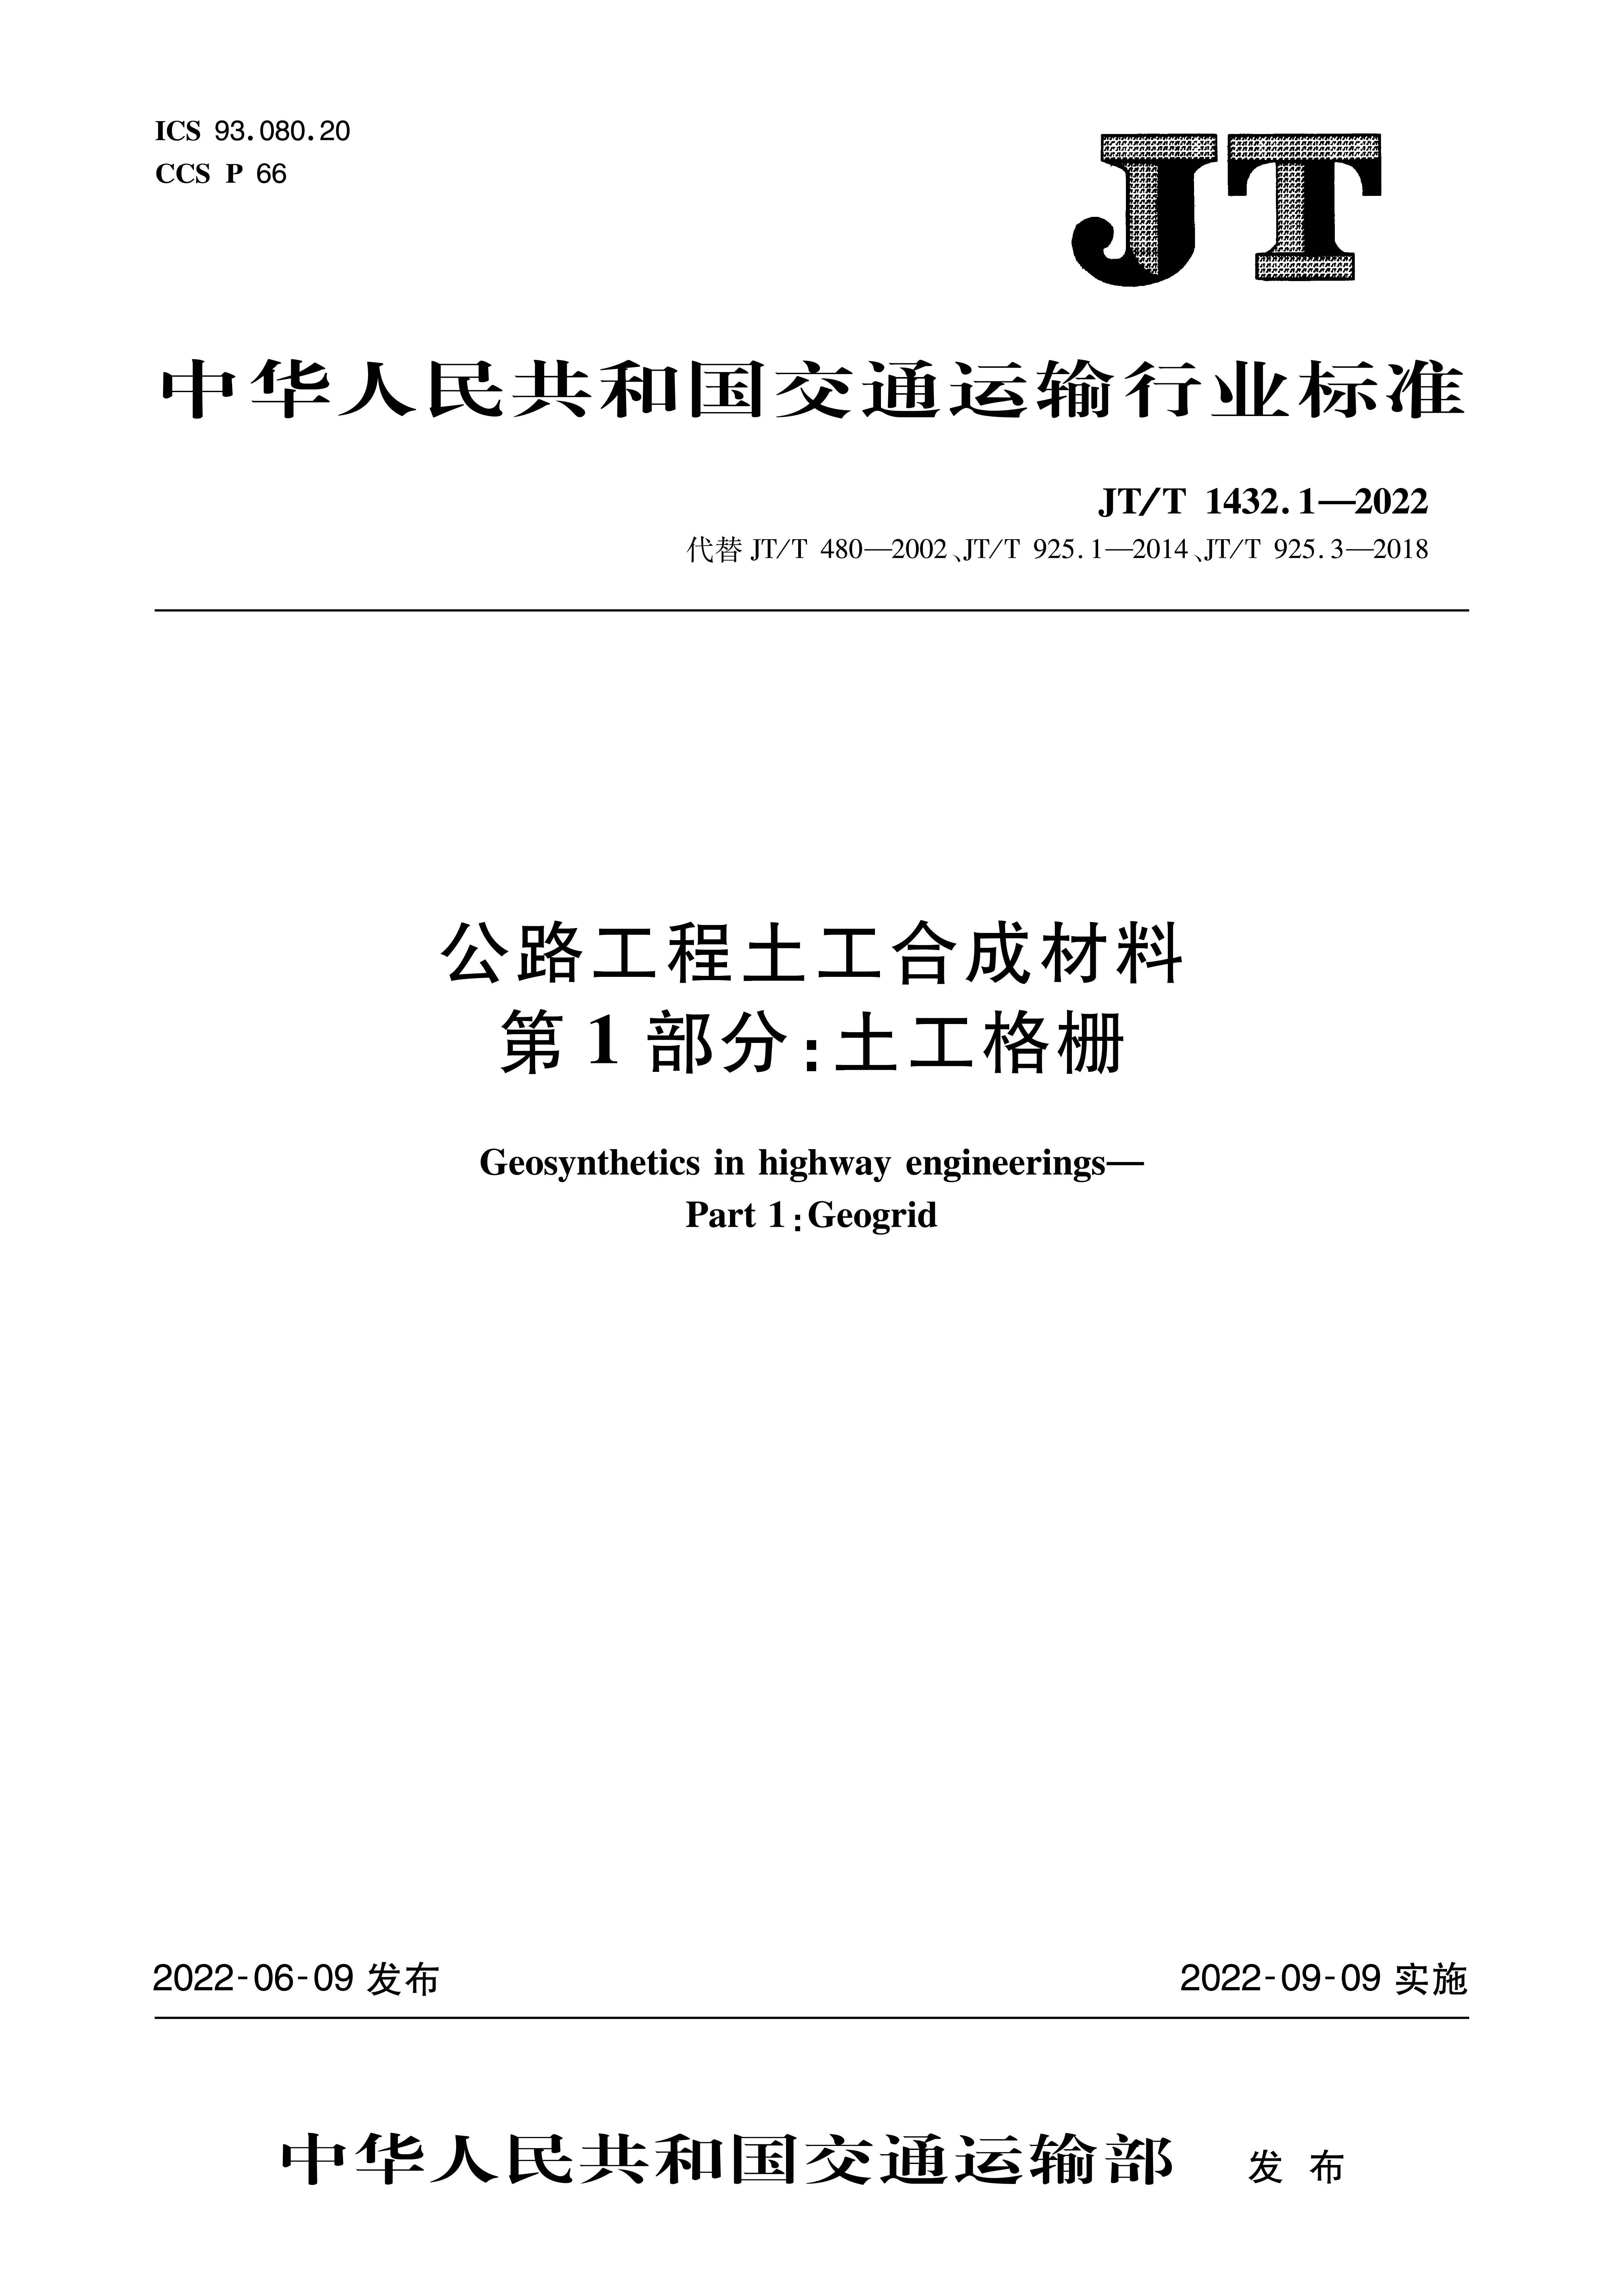 ICS 93.080.20
CCS P 66
JT
中华人民共和国交通运输行业标准
JT/T 1432.1—2022
代替 JT/T 480—2002、JT/T 925.1—2014、JT/T 925.3—2018
公路工程土工合成材料
第 1 部分:土工格栅
Geosynthetics in highway engineerings—
Part 1:Geogrid
2022-06-09 发布
2022-09-09 实施
中华人民共和国交通运输部 发布